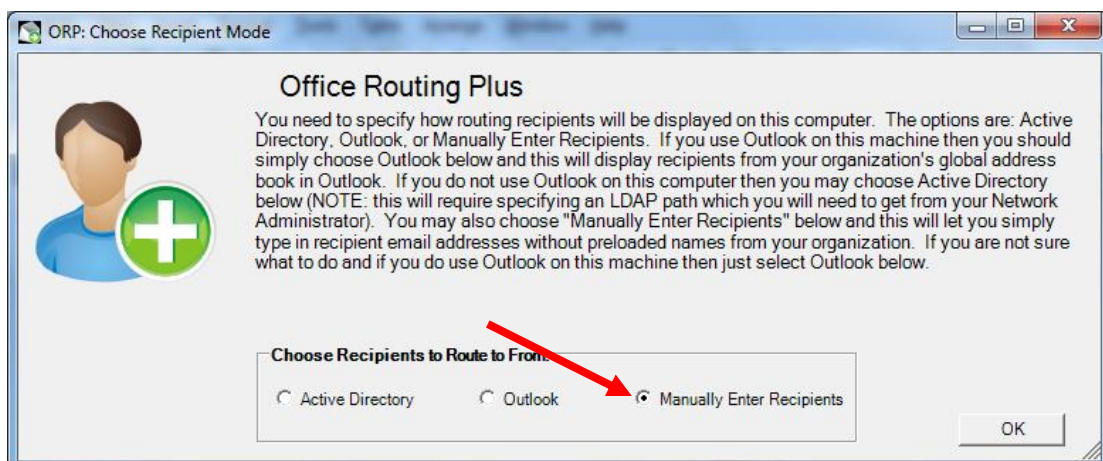 ORP: Choose Recipient Mode
Office Routing Plus
You need to specify how routing recipients will be displayed on this computer.  The options are: Active
Directory, Outlook, or Manually Enter Recipients.  If you use Outlook on this machine then you should
simply choose Outlook below and this will display recipients from your organization's global address
book in Outlook.  If you do not use Outlook on this computer then you may choose Active Directory
below (NOTE: this will require specifying an LDAP path which you will need to get from your Network
Administrator).  You may also choose "Manually Enter Recipients" below and this will let you simply
type in recipient email addresses without preloaded names from your organization.  If you are not sure
what to do and if you do use Outlook on this machine then just select Outlook below.
Choose Recipients to Route to From:
Active Directory Outlook Manually Enter Recipients
OK